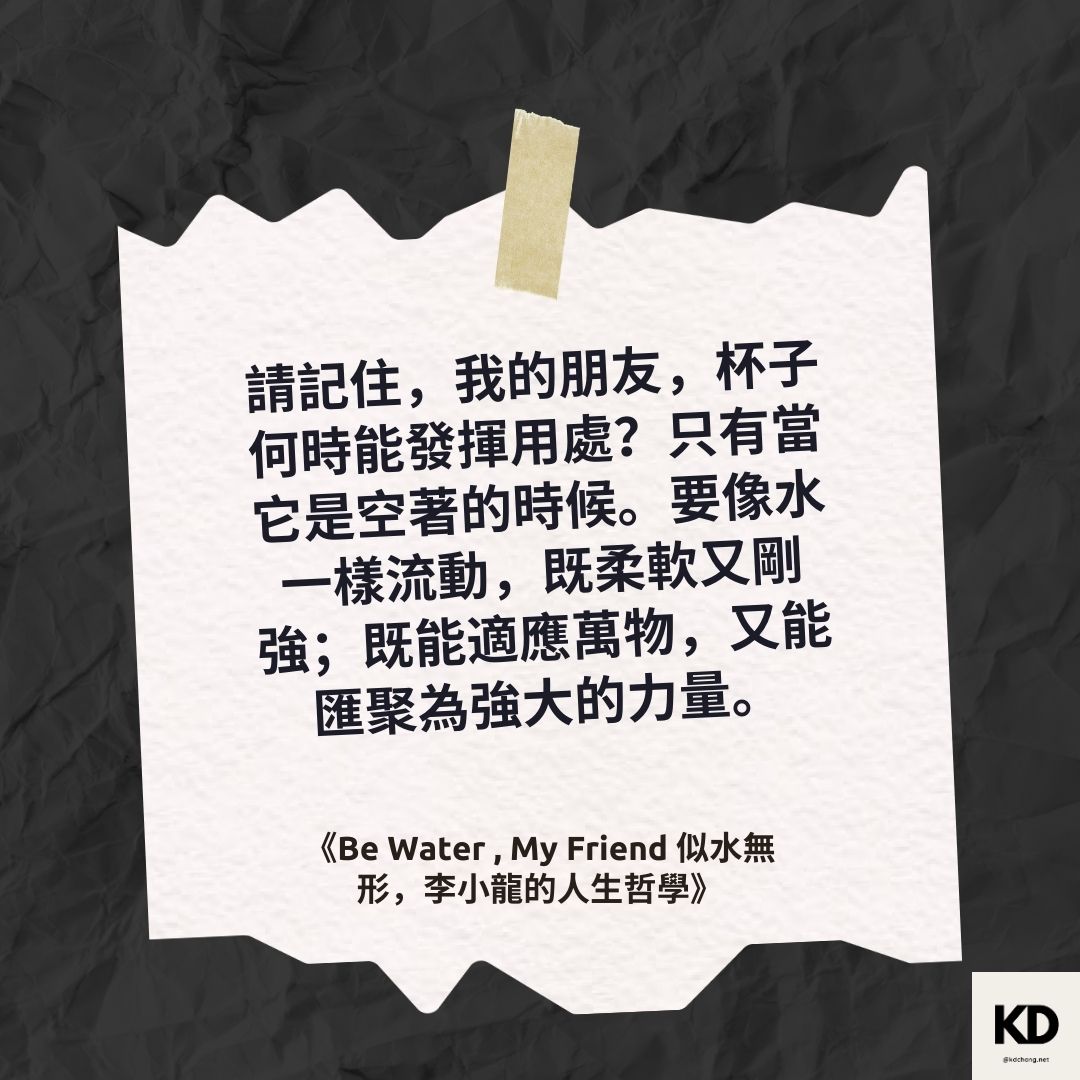 請記住，我的朋友，杯子
何時能發揮用處？只有當
它是空著的時候。要像水
一樣流動，既柔軟又剛
強；既能適應萬物，又能
匯聚為強大的力量。
《Be Water , My Friend 似水無
形，李小龍的人生哲學》
KD
@kdchong.net